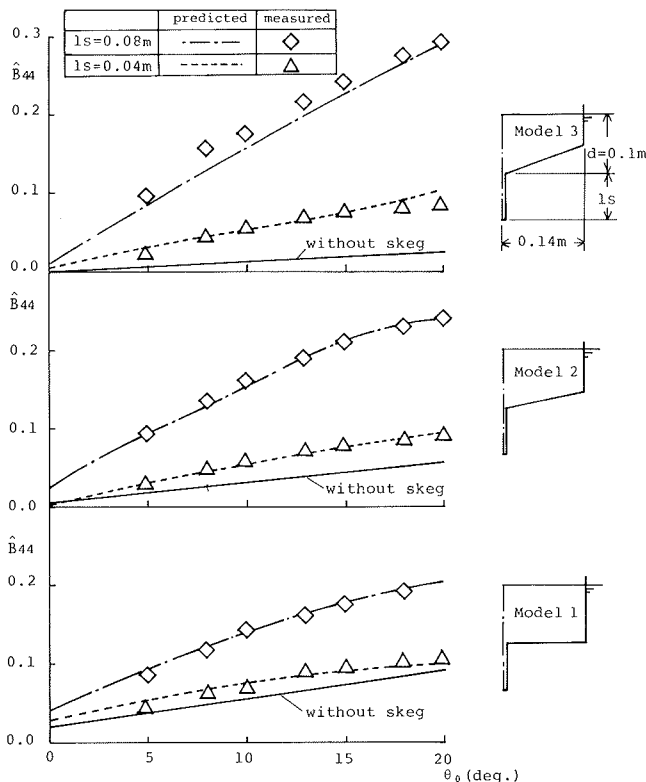 predicted measured
ls=0.08m
ls=0.04m
0.3
B̂44
0.2
0.1
0.0
without skeg
Model 3
d=0.1m
ls
0.14m
B̂44
0.2
0.1
0.0
without skeg
Model 2
B̂44
0.2
0.1
0.0
without skeg
Model 1
0 5 10 15 20
θ0(deg.)